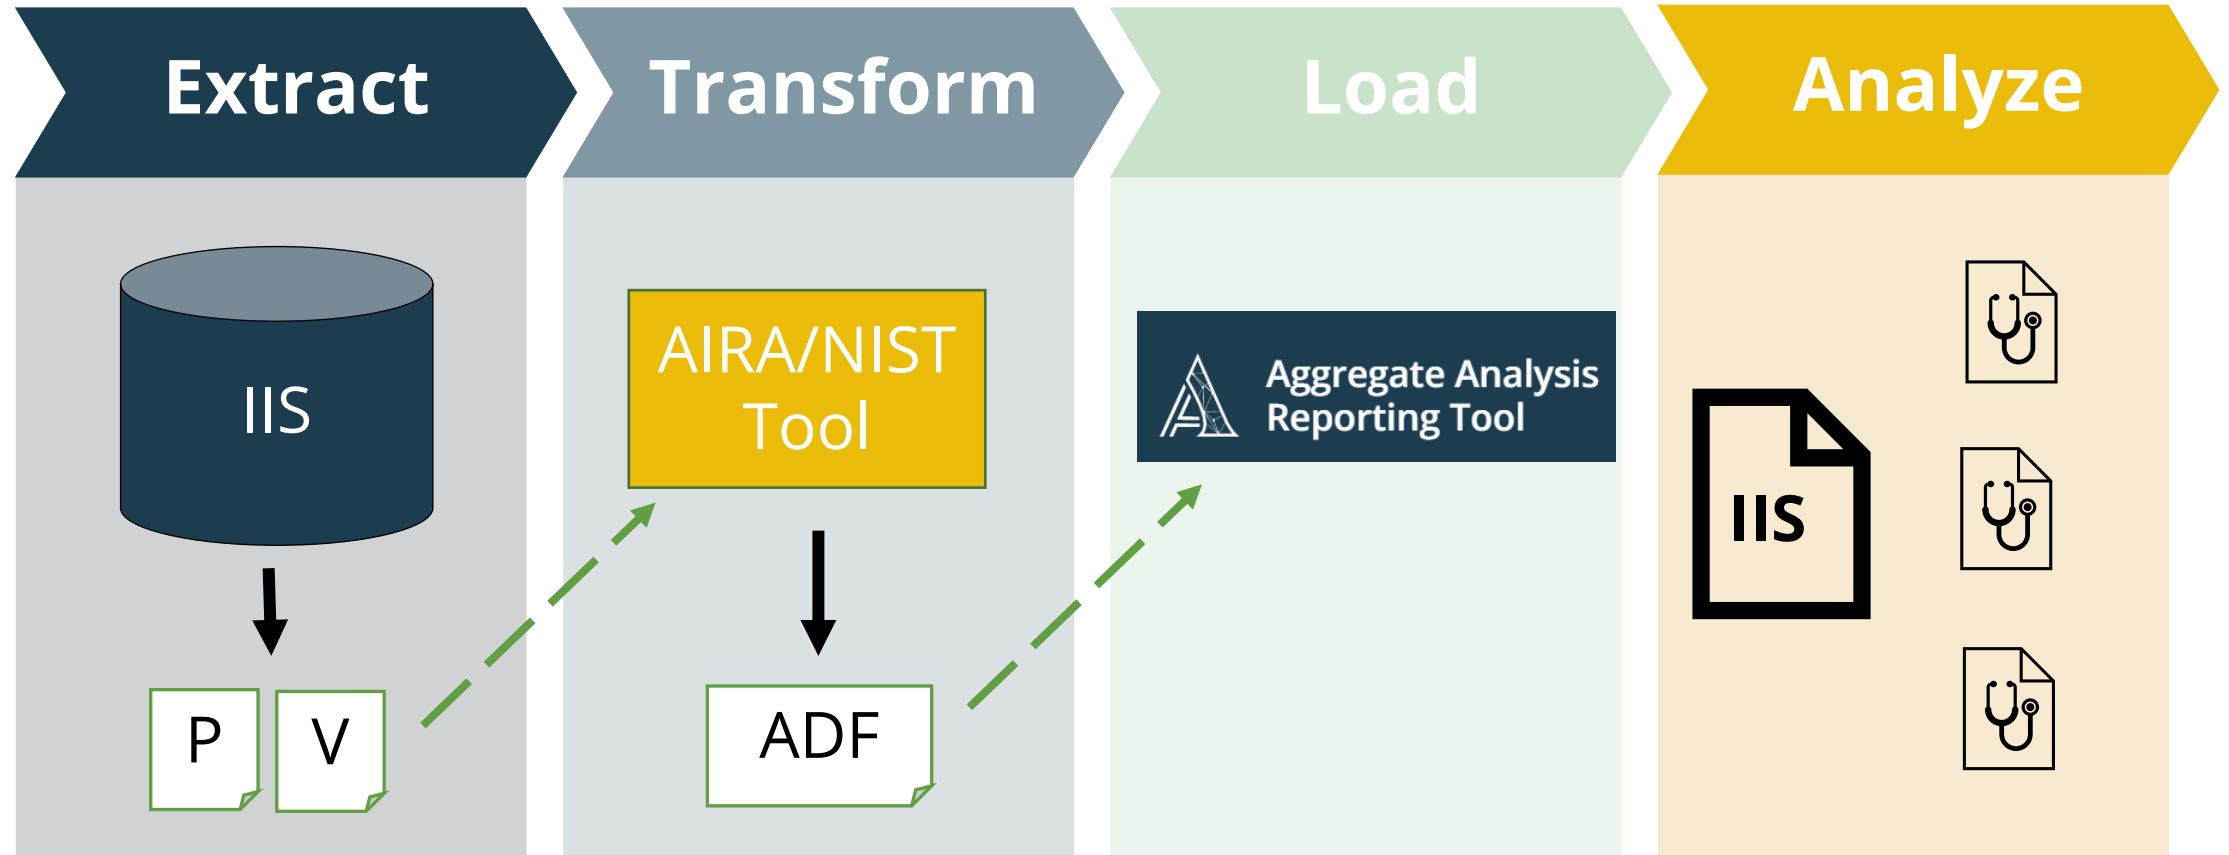 Extract
Transform
Load
Analyze
IIS
P
V
AIRA/NIST
Tool
ADF
Aggregate Analysis
Reporting Tool
IIS